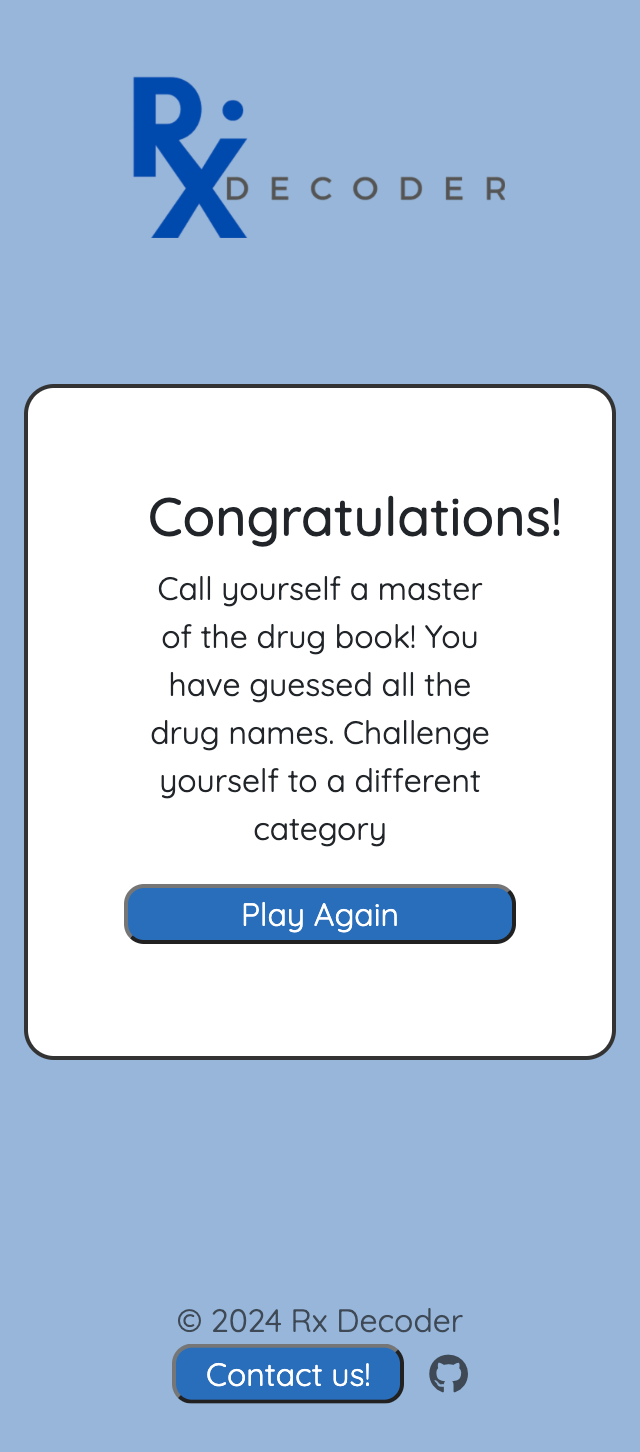 Rx
DECODER
Congratulations!
Call yourself a master
of the drug book! You
have guessed all the
drug names. Challenge
yourself to a different
category
Play Again
© 2024 Rx Decoder
Contact us!